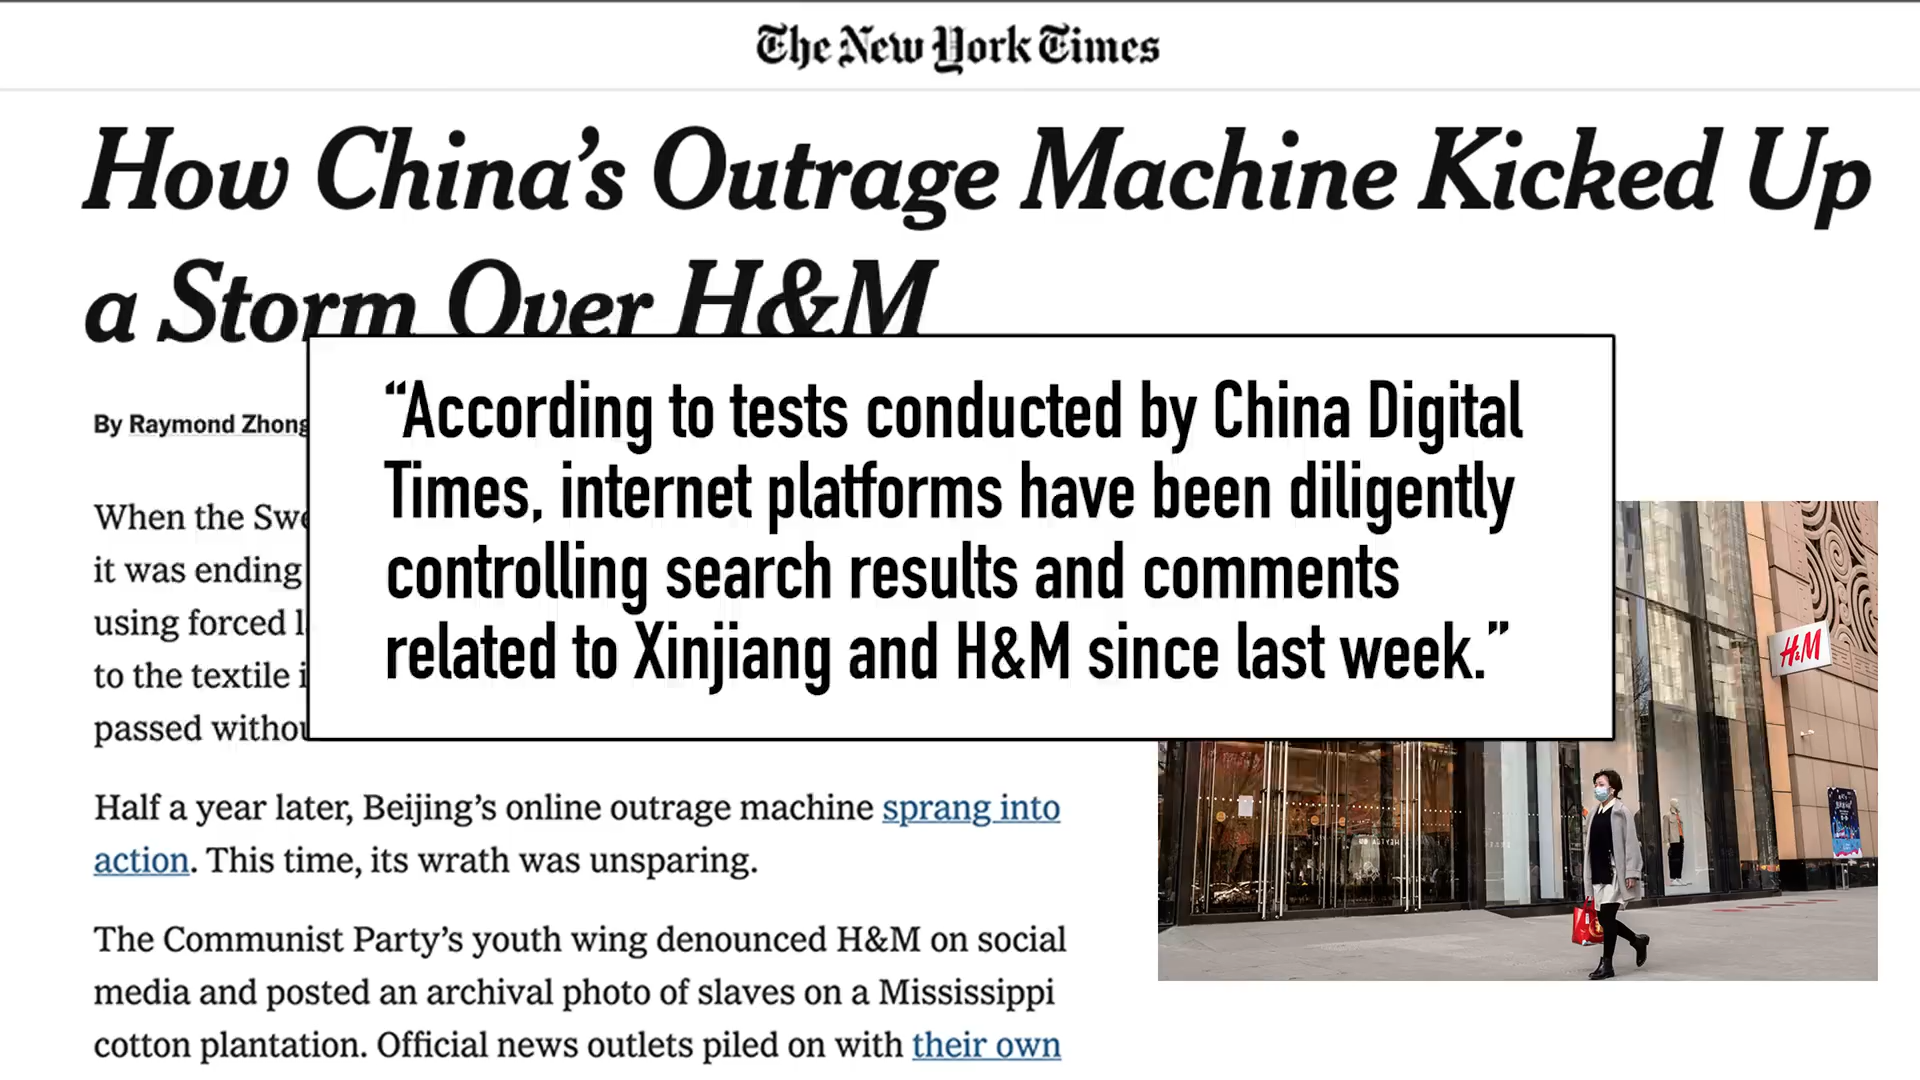 The New York Times
How China's Outrage Machine Kicked Up
a Storm Over H&M
By Raymond Zhong
“According to tests conducted by China Digital
Times, internet platforms have been diligently
controlling search results and comments
related to Xinjiang and H&M since last week.”
When the
it was ending
using forced
to the textile
passed
Half a year later, Beijing's online outrage machine sprang into
action. This time, its wrath was unsparing.
The Communist Party's youth wing denounced H&M on social
media and posted an archival photo of slaves on a Mississippi
cotton plantation. Official news outlets piled on with their own
H&M